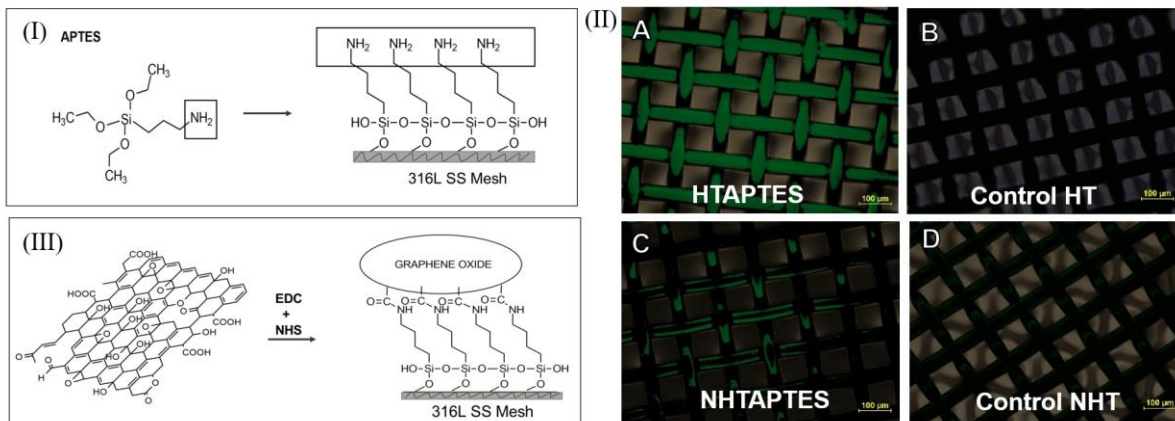 (I)
APTES
CH₃
O
H₃C
O
Si
NH₂
O
CH₃
NH₂ NH₂ NH₂ NH₂
HO Si O Si O Si O Si OH
O O
316L SS Mesh
(II)
A
HTAPTES
100 µm
B
Control HT
100 µm
C
NHTAPTES
100 µm
D
Control NHT
100 µm
(III)
COOH
HOOC
OH
COOH
COOH
HO
O
H
O
EDC
+
NHS
GRAPHENE OXIDE
O=C O=C O=C O=C
NH NH NH NH
HO Si O Si O Si O Si OH
O O
316L SS Mesh